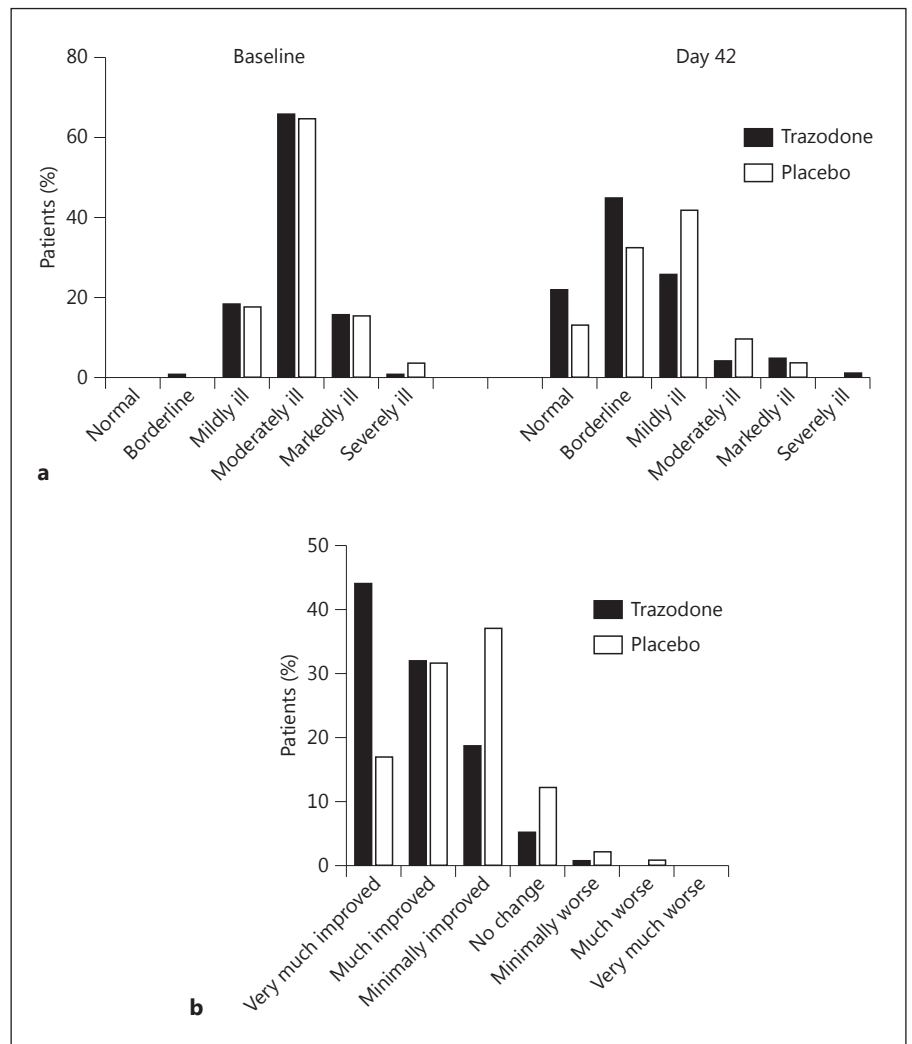 Baseline
Day 42
80
60
40
20
0
Patients (%)
Trazodone
Placebo
Normal
Borderline
Mildly ill
Moderately ill
Markedly ill
Severely ill
Normal
Borderline
Mildly ill
Moderately ill
Markedly ill
Severely ill
a
50
40
30
20
10
0
Patients (%)
Trazodone
Placebo
Very much improved
Much improved
Minimally improved
No change
Minimally worse
Much worse
Very much worse
b